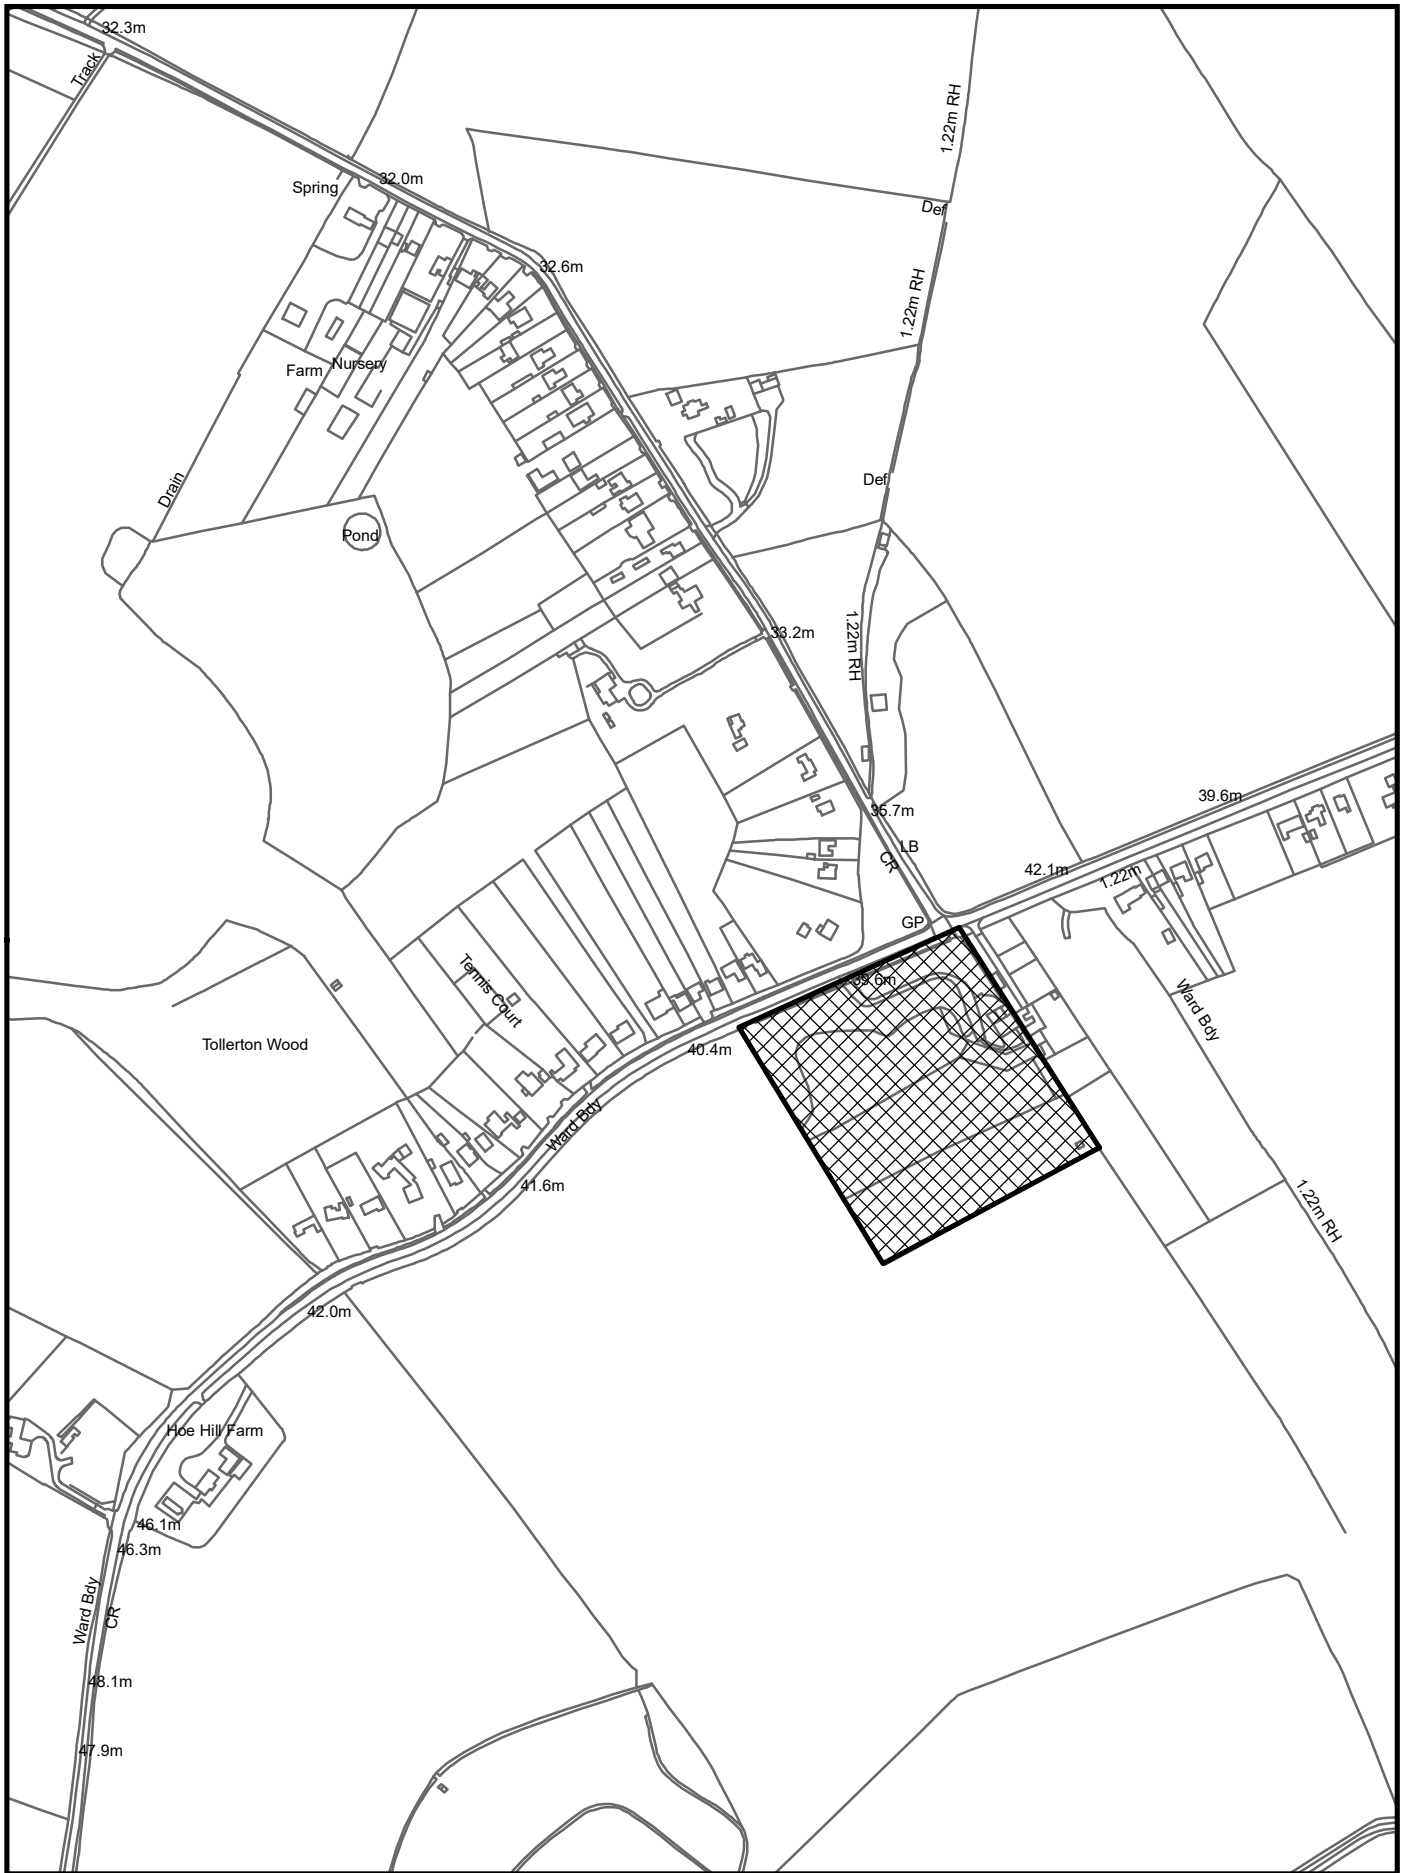 32.3m
Track
1.22m RH
Spring
32.0m
Def
32.6m
1.22m RH
Farm
Nursery
Drain
Def
Pond
33.2m
1.22m RH
39.6m
35.7m
LB
CR
42.1m
1.22m
GP
39.6m
Tennis Court
Ward Bdy
Tollerton Wood
40.4m
Ward Bdy
41.6m
1.22m RH
42.0m
Hoe Hill Farm
46.1m
46.3m
Ward Bdy
CR
48.1m
47.9m